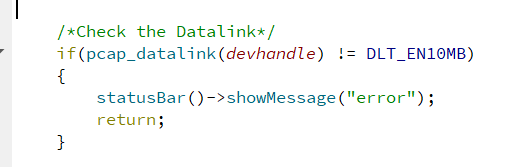 /*Check the Datalink*/
if(pcap_datalink(devhandle) != DLT_EN10MB)
{
statusBar()->showMessage("error");
return;
}